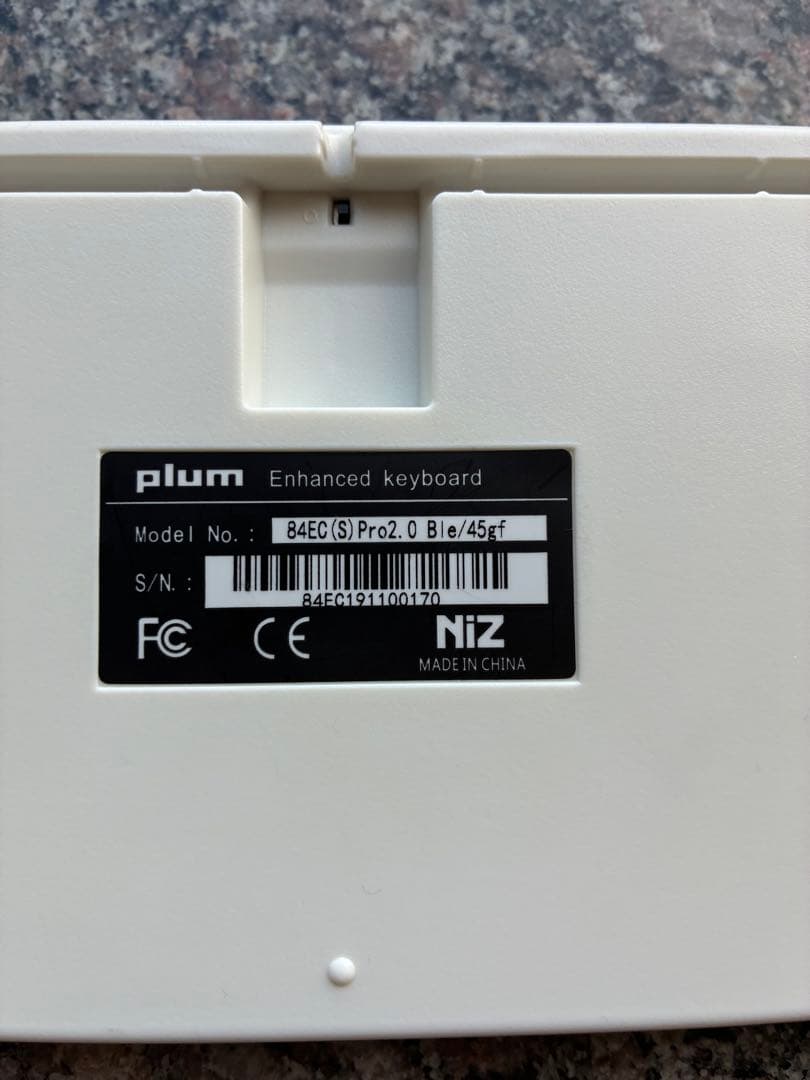 plum Enhanced keyboard
Model No.: 84EC(S)Pro2.0 Ble/45gf
S/N.:
84EC191100170
FC CE NiZ
MADE IN CHINA